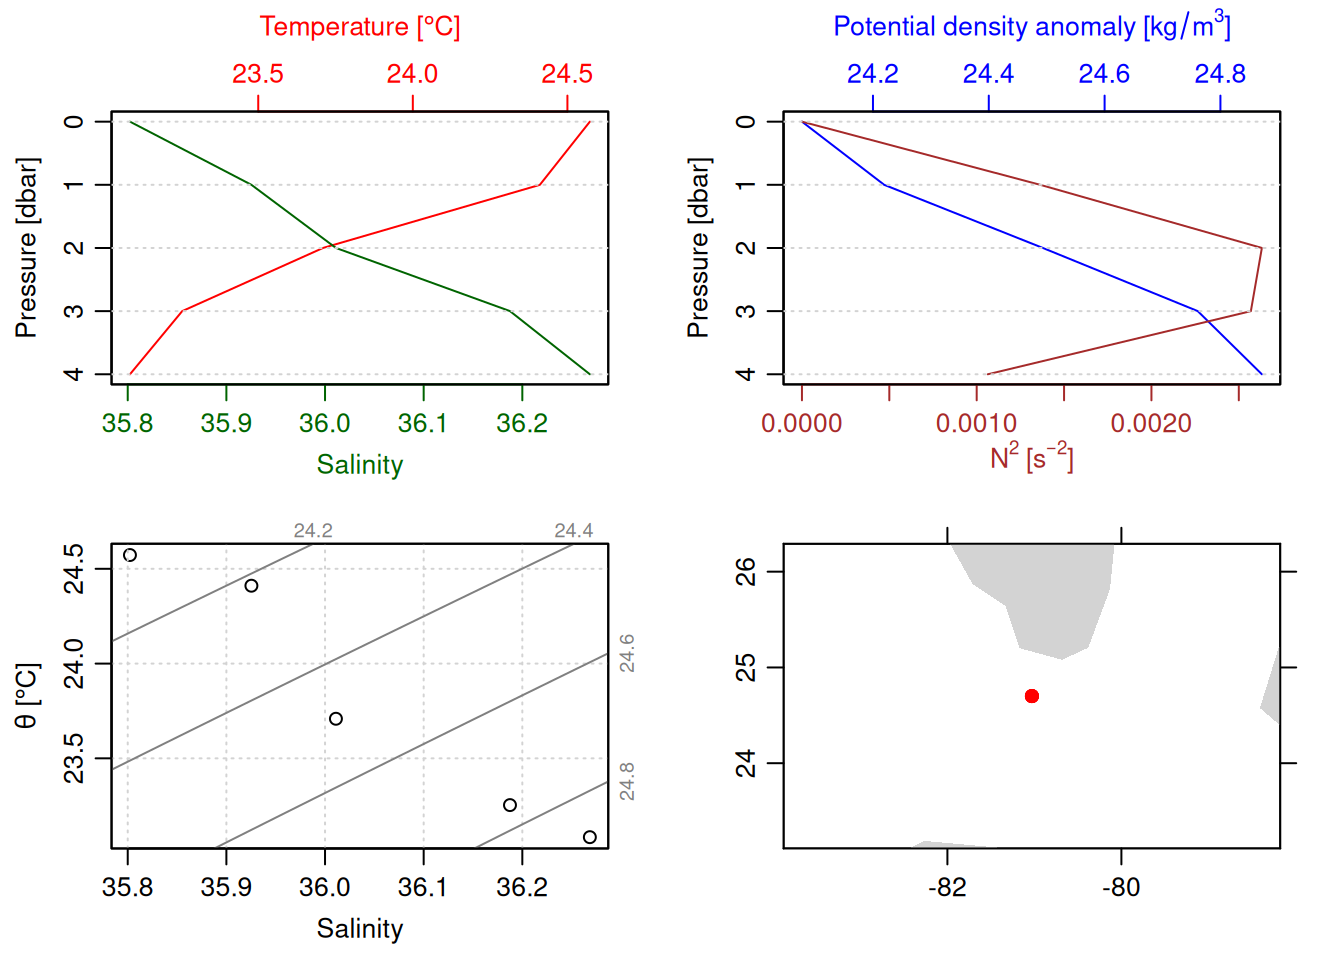 Temperature [°C]
23.5 24.0 24.5
Pressure [dbar]
0
1
2
3
4
35.8 35.9 36.0 36.1 36.2
Salinity
Potential density anomaly [kg/m³]
24.2 24.4 24.6 24.8
Pressure [dbar]
0
1
2
3
4
0.0000 0.0010 0.0020
N² [s⁻²]
24.2 24.4
24.6
24.8
θ [°C]
24.5
24.0
23.5
35.8 35.9 36.0 36.1 36.2
Salinity
26
25
24
-82 -80